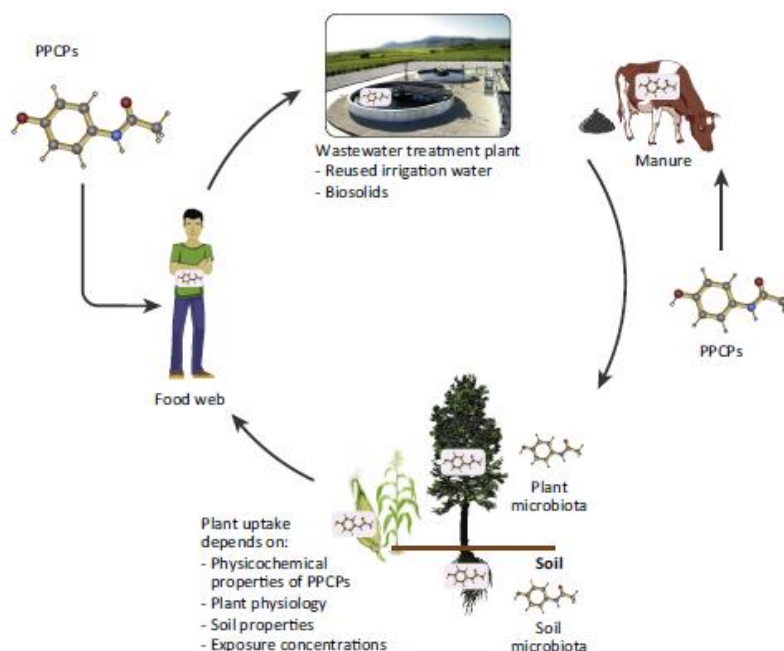 PPCPs
Wastewater treatment plant
- Reused irrigation water
- Biosolids
Manure
PPCPs
Food web
Plant
microbiota
Plant uptake
depends on:
- Physicochemical
properties of PPCPs
- Plant physiology
- Soil properties
- Exposure concentrations
Soil
Soil
microbiota